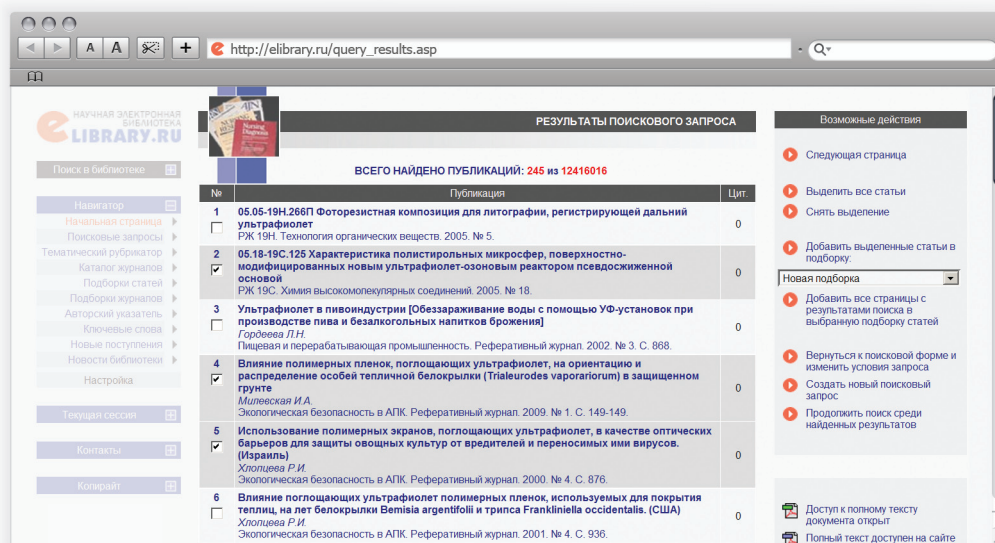 A A + http://elibrary.ru/query_results.asp
НАУЧНАЯ ЭЛЕКТРОННАЯ
БИБЛИОТЕКА
eLIBRARY.RU
Поиск в библиотеке
Навигатор
Начальная страница
Поисковые запросы
Тематический рубрикатор
Каталог журналов
Подборки статей
Подборки журналов
Авторский указатель
Ключевые слова
Новые поступления
Новости библиотеки
Настройка
Текущая сессия
Контакты
Копирайт
Nursing
Diagnosis
РЕЗУЛЬТАТЫ ПОИСКОВОГО ЗАПРОСА
ВСЕГО НАЙДЕНО ПУБЛИКАЦИЙ: 245 из 12416016
№ Публикация Цит.
1 05.05-19Н.266П Фоторезистная композиция для литографии, регистрирующей дальний
ультрафиолет
РЖ 19Н. Технология органических веществ. 2005. № 5.
0
2 05.18-19С.125 Характеристика полистирольных микросфер, поверхностно-
модифицированных новым ультрафиолет-озоновым реактором псевдосжиженной
основой
РЖ 19С. Химия высокомолекулярных соединений. 2005. № 18.
0
3 Ультрафиолет в пивоиндустрии [Обеззараживание воды с помощью УФ-установок при
производстве пива и безалкогольных напитков брожения]
Гордеева Л.Н.
Пищевая и перерабатывающая промышленность. Реферативный журнал. 2002. № 3. С. 868.
0
4 Влияние полимерных пленок, поглощающих ультрафиолет, на ориентацию и
распределение особей тепличной белокрылки (Trialeurodes vaporariorum) в защищенном
грунте
Милевская И.А.
Экологическая безопасность в АПК. Реферативный журнал. 2009. № 1. С. 149-149.
0
5 Использование полимерных экранов, поглощающих ультрафиолет, в качестве оптических
барьеров для защиты овощных культур от вредителей и переносимых ими вирусов.
(Израиль)
Хлопцева Р.И.
Экологическая безопасность в АПК. Реферативный журнал. 2000. № 4. С. 876.
0
6 Влияние поглощающих ультрафиолет полимерных пленок, используемых для покрытия
теплиц, на лет белокрылки Bemisia argentifolii и трипса Frankliniella occidentalis. (США)
Хлопцева Р.И.
Экологическая безопасность в АПК. Реферативный журнал. 2001. № 4. С. 936.
0
Возможные действия
Следующая страница
Выделить все статьи
Снять выделение
Добавить выделенные статьи в
подборку:
Новая подборка
Добавить все страницы с
результатами поиска в
выбранную подборку статей
Вернуться к поисковой форме и
изменить условия запроса
Создать новый поисковый
запрос
Продолжить поиск среди
найденных результатов
Доступ к полному тексту
документа открыт
Полный текст доступен на сайте